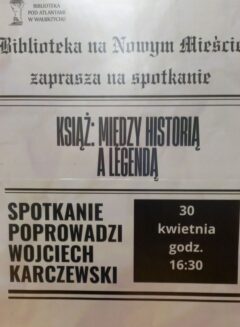 BIBLIOTEKA
POD ATLANTAMI
W WAŁBRZYCHU
Biblioteka na Nowym Mieście
zaprasza na spotkanie
KSIĄŻ: MIĘDZY HISTORIĄ
A LEGENDĄ
SPOTKANIE
POPROWADZI
WOJCIECH
KARCZEWSKI
30
kwietnia
godz.
16:30